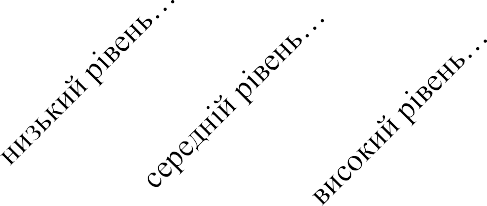 низький рівень…
середній рівень…
високий рівень…